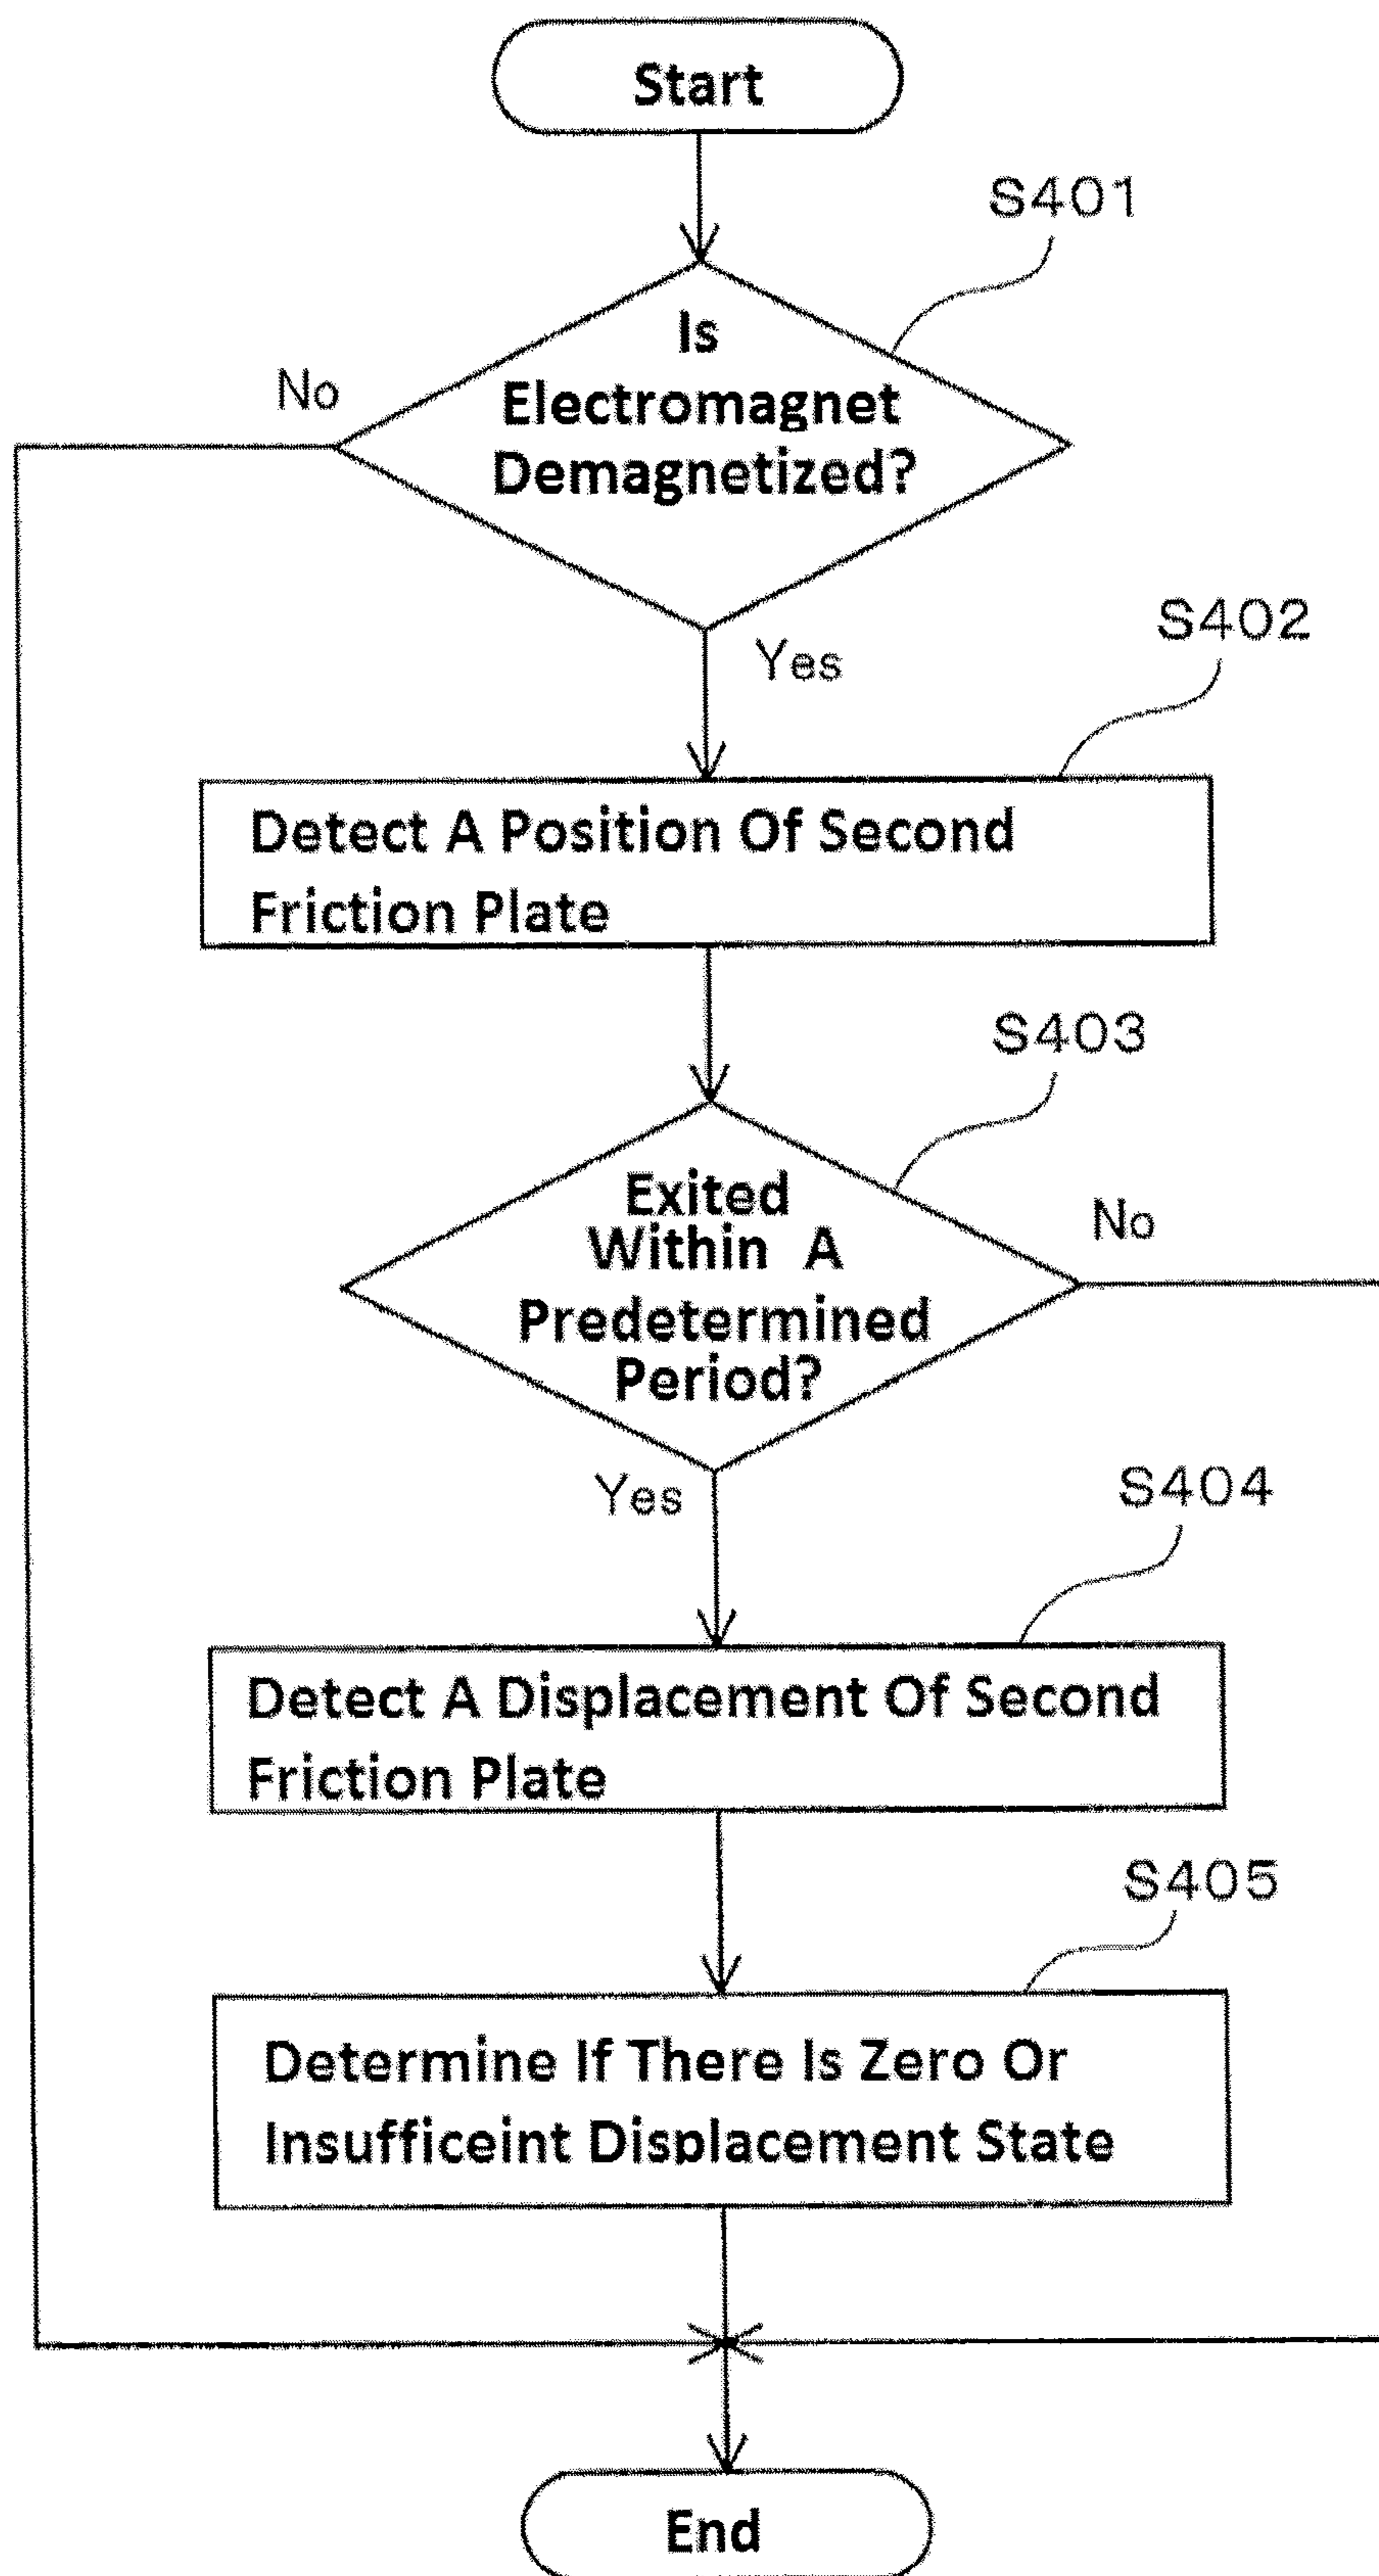 Start
S401
Is
Electromagnet
Demagnetized?
No
Yes
S402
Detect A Position Of Second
Friction Plate
S403
Exited
Within A
Predetermined
Period?
No
Yes
S404
Detect A Displacement Of Second
Friction Plate
S405
Determine If There Is Zero Or
Insufficeint Displacement State
End